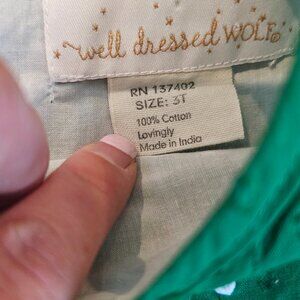 well dressed WOLF
RN 137402
SIZE: 3T
100% Cotton
Lovingly
Made in India